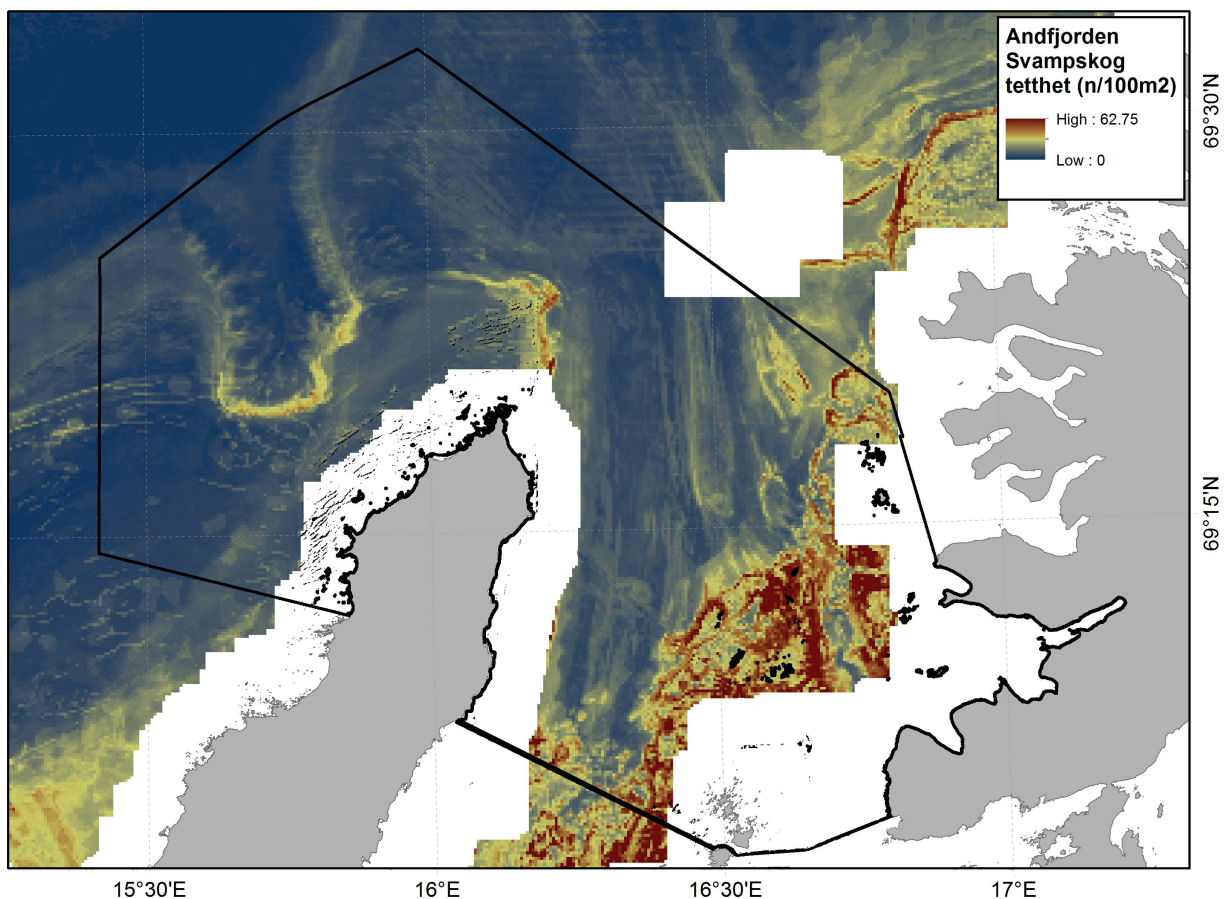 Andfjorden
Svampskog
tetthet (n/100m2)
High : 62.75
Low : 0
69°30'N
69°15'N
15°30'E
16°E
16°30'E
17°E